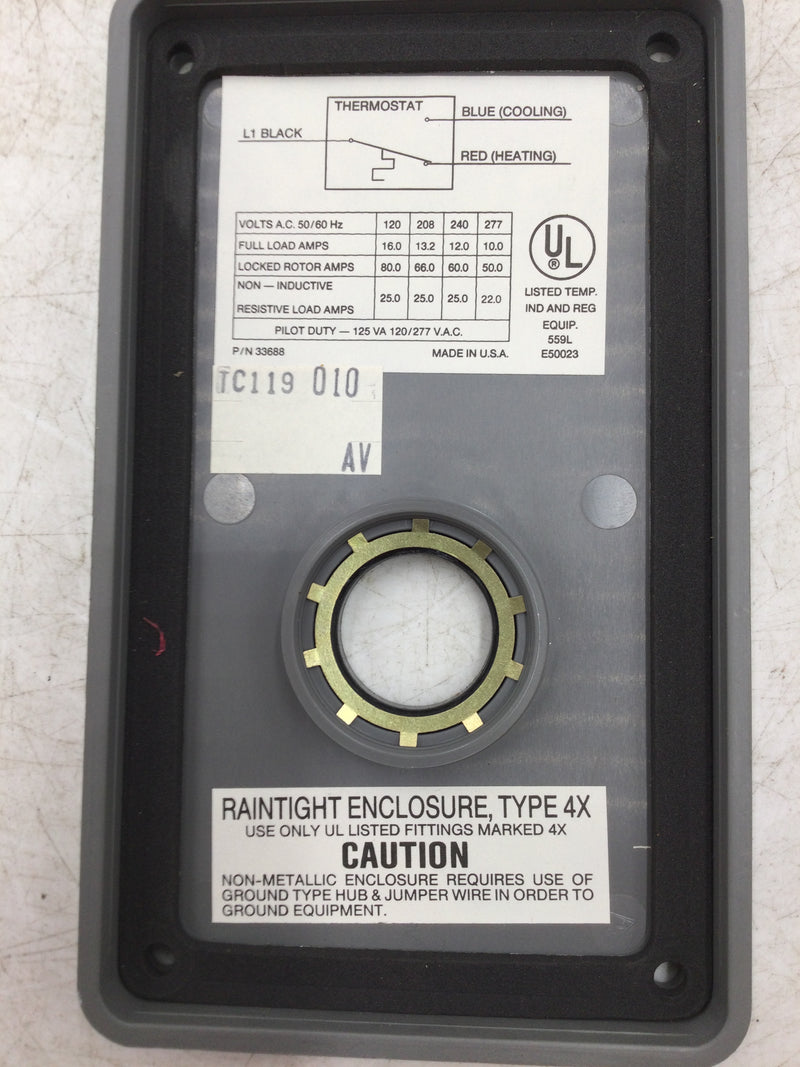 THERMOSTAT
BLUE (COOLING)
L1 BLACK
RED (HEATING)
VOLTS A.C. 50/60 Hz 120 208 240 277
FULL LOAD AMPS 16.0 13.2 12.0 10.0
LOCKED ROTOR AMPS 80.0 66.0 60.0 50.0
NON — INDUCTIVE
RESISTIVE LOAD AMPS 25.0 25.0 25.0 22.0
PILOT DUTY — 125 VA 120/277 V.A.C.
P/N 33688 MADE IN U.S.A.
UL ®
LISTED TEMP.
IND AND REG
EQUIP.
559L
E50023
TC119 010
AV
RAINTIGHT ENCLOSURE, TYPE 4X
USE ONLY UL LISTED FITTINGS MARKED 4X
CAUTION
NON-METALLIC ENCLOSURE REQUIRES USE OF
GROUND TYPE HUB & JUMPER WIRE IN ORDER TO
GROUND EQUIPMENT.